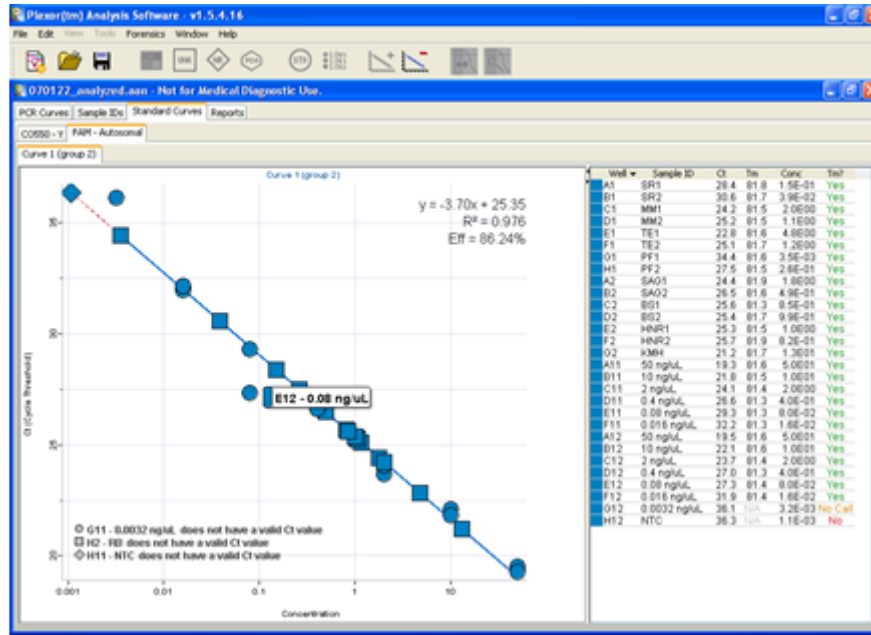 Plexor(tm) Analysis Software - v1.5.4.16
File Edit View Tools Forensics Window Help
070122_analyzed.aan - Not for Medical Diagnostic Use.
PCR Curves Sample IDs Standard Curves Reports
CO550 - Y FAM - Autosomal
Curve 1 (group 2)
Curve 1 (group 2)
y = -3.70x + 25.35
R² = 0.976
Eff = 86.24%
Ct (Cycle Threshold)
35
30
25
20
E12 - 0.08 ng/uL
G11 - 0.0032 ng/uL does not have a valid Ct value
H2 - RB does not have a valid Ct value
H11 - NTC does not have a valid Ct value
0.001 0.01 0.1 1 10
Concentration
Well Sample ID Ct Tm Conc Tm?
A1 SR1 28.4 81.8 1.5E-01 Yes
B1 SR2 30.6 81.7 3.9E-02 Yes
C1 MM1 24.2 81.5 2.0E00 Yes
D1 MM2 25.2 81.5 1.1E00 Yes
E1 TE1 22.8 81.6 4.8E00 Yes
F1 TE2 25.1 81.7 1.2E00 Yes
G1 PF1 34.4 81.6 3.5E-03 Yes
H1 PF2 27.5 81.5 2.6E-01 Yes
A2 SAG1 24.4 81.9 1.8E00 Yes
B2 SAG2 26.5 81.6 4.9E-01 Yes
C2 BS1 25.6 81.3 8.5E-01 Yes
D2 BS2 25.4 81.7 9.9E-01 Yes
E2 HNR1 25.3 81.5 1.0E00 Yes
F2 HNR2 25.7 81.9 8.2E-01 Yes
G2 KMH 21.2 81.7 1.3E01 Yes
A11 50 ng/uL 19.3 81.6 5.0E01 Yes
B11 10 ng/uL 21.8 81.5 1.0E01 Yes
C11 2 ng/uL 24.1 81.4 2.0E00 Yes
D11 0.4 ng/uL 26.6 81.3 4.0E-01 Yes
E11 0.08 ng/uL 29.3 81.3 8.0E-02 Yes
F11 0.016 ng/uL 32.2 81.3 1.6E-02 Yes
A12 50 ng/uL 19.5 81.6 5.0E01 Yes
B12 10 ng/uL 22.1 81.6 1.0E01 Yes
C12 2 ng/uL 23.7 81.4 2.0E00 Yes
D12 0.4 ng/uL 27.0 81.3 4.0E-01 Yes
E12 0.08 ng/uL 27.3 81.4 8.0E-02 Yes
F12 0.016 ng/uL 31.9 81.4 1.6E-02 Yes
G12 0.0032 ng/uL 36.1 N/A 3.2E-03 No Call
H12 NTC 36.3 N/A 1.1E-03 No